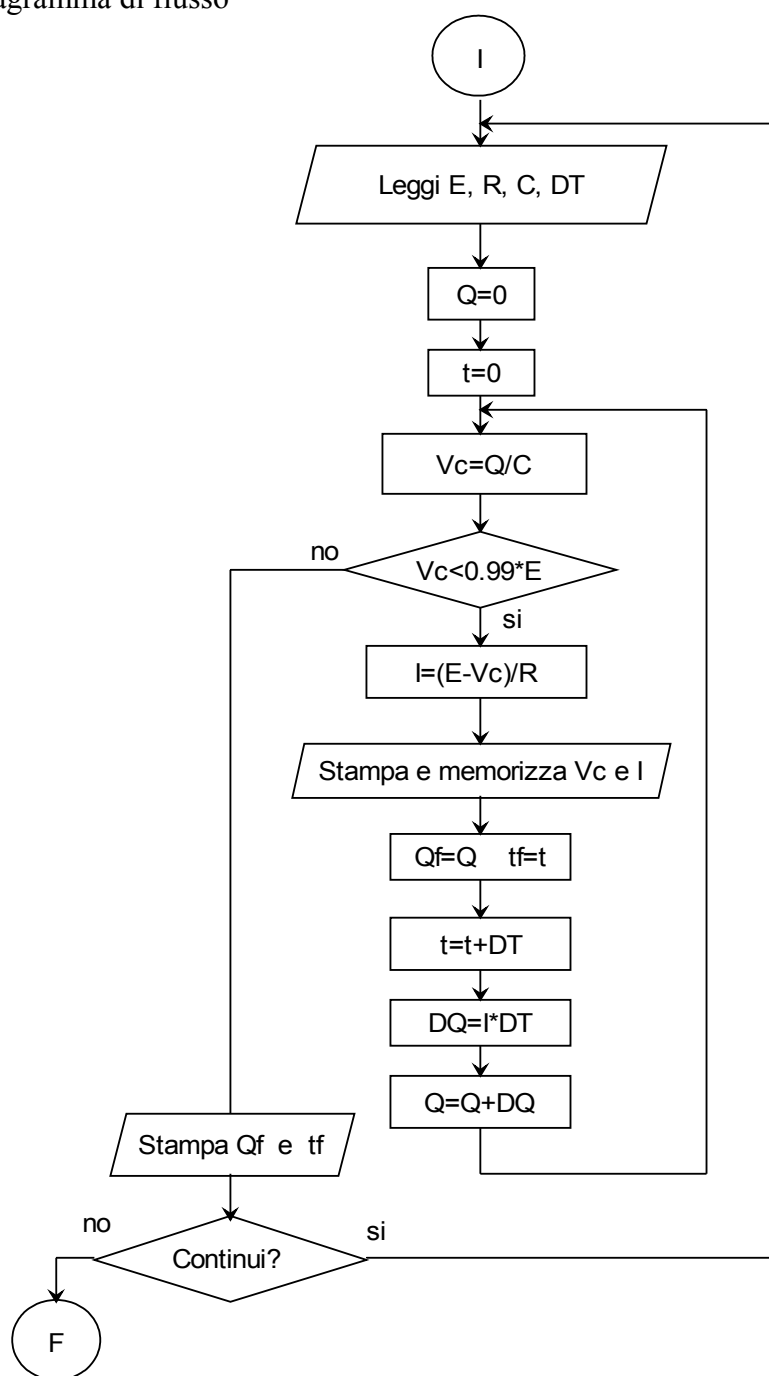 di flusso
I
Leggi E, R, C, DT
Q=0
t=0
Vc=Q/C
no
Vc<0.99*E
si
I=(E-Vc)/R
Stampa e memorizza Vc e I
Qf=Q tf=t
t=t+DT
DQ=I*DT
Q=Q+DQ
Stampa Qf e tf
no
Continui?
si
F